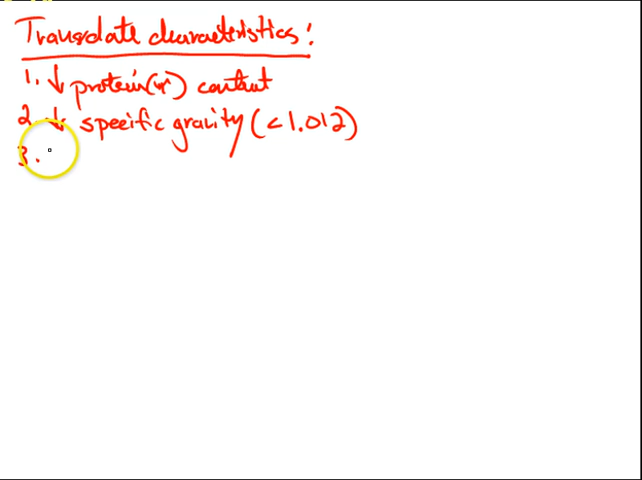 Transudate characteristics:
1. ↓ protein( ) content
2. ↓ specific gravity (<1.012)
3.